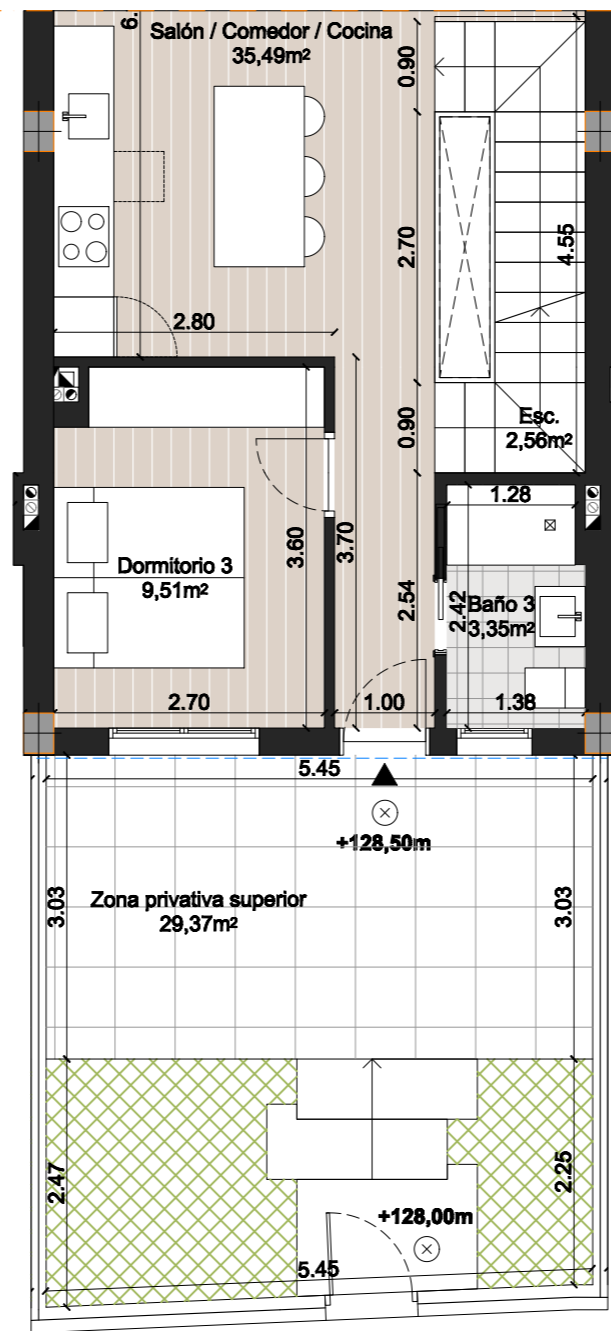 6.
Salón / Comedor / Cocina
35,49m²
0.90
2.70
4.55
2.80
0.90
Esc.
2,56m²
1.28
3.60
3.70
Dormitorio 3
9,51m²
2.54
2.42
Baño 3
3,35m²
2.70
1.00
1.38
5.45
+128,50m
3.03
Zona privativa superior
29,37m²
3.03
2.47
2.25
+128,00m
5.45